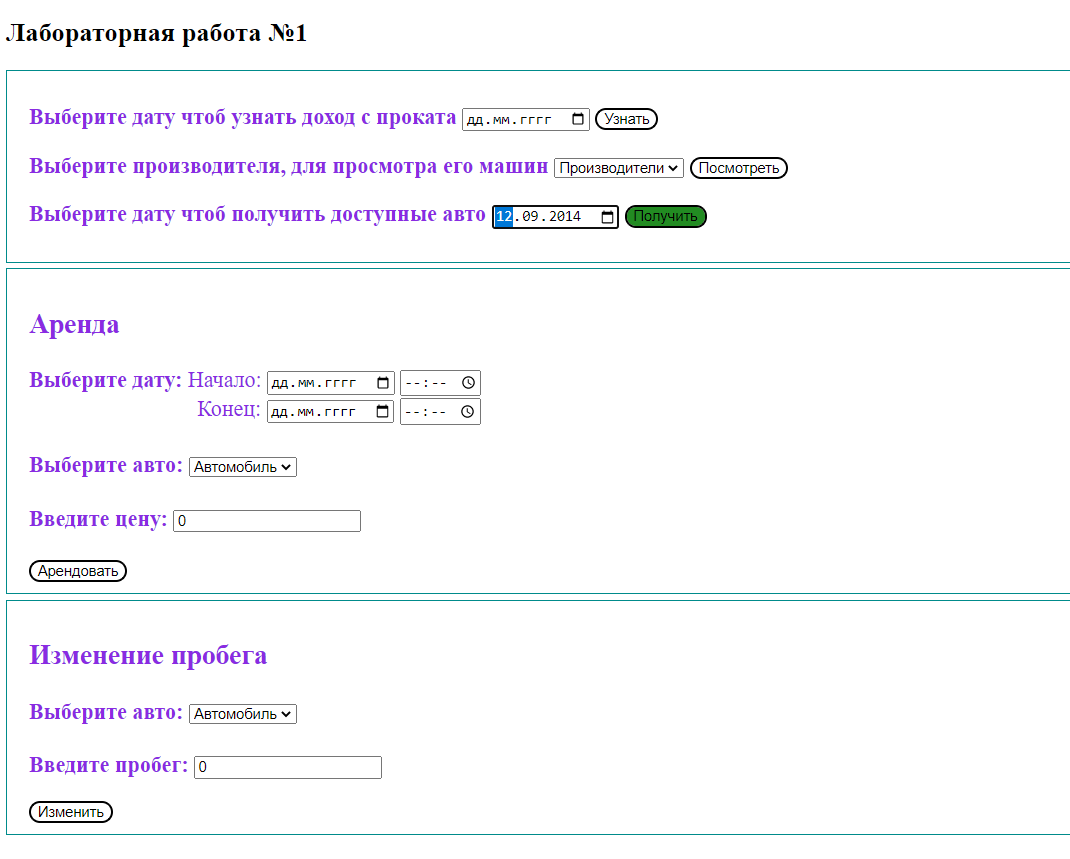 Лабораторная работа №1
Выберите дату чтоб узнать доход с проката дд.мм.гггг Узнать
Выберите производителя, для просмотра его машин Производители Посмотреть
Выберите дату чтоб получить доступные авто 12.09.2014 Получить
Аренда
Выберите дату: Начало: дд.мм.гггг --:--
Конец: дд.мм.гггг --:--
Выберите авто: Автомобиль
Введите цену: 0
Арендовать
Изменение пробега
Выберите авто: Автомобиль
Введите пробег: 0
Изменить